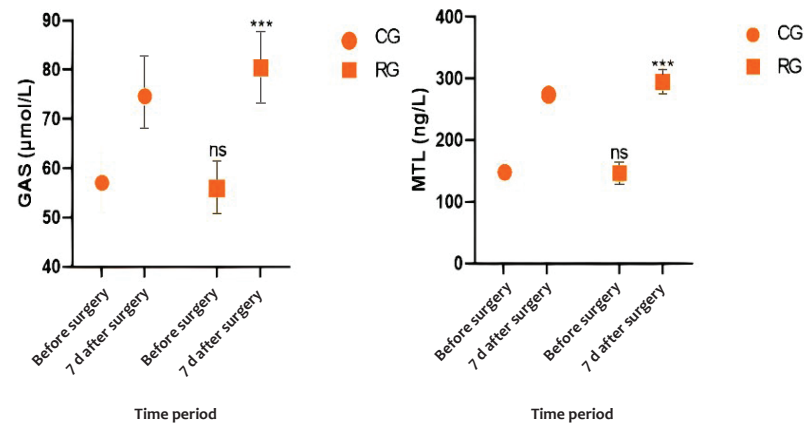 90
80
70
60
50
40
GAS (µmol/L)
***
ns
CG
RG
Before surgery
7 d after surgery
Before surgery
7 d after surgery
Time period
400
300
200
100
0
MTL (ng/L)
***
ns
CG
RG
Before surgery
7 d after surgery
Before surgery
7 d after surgery
Time period